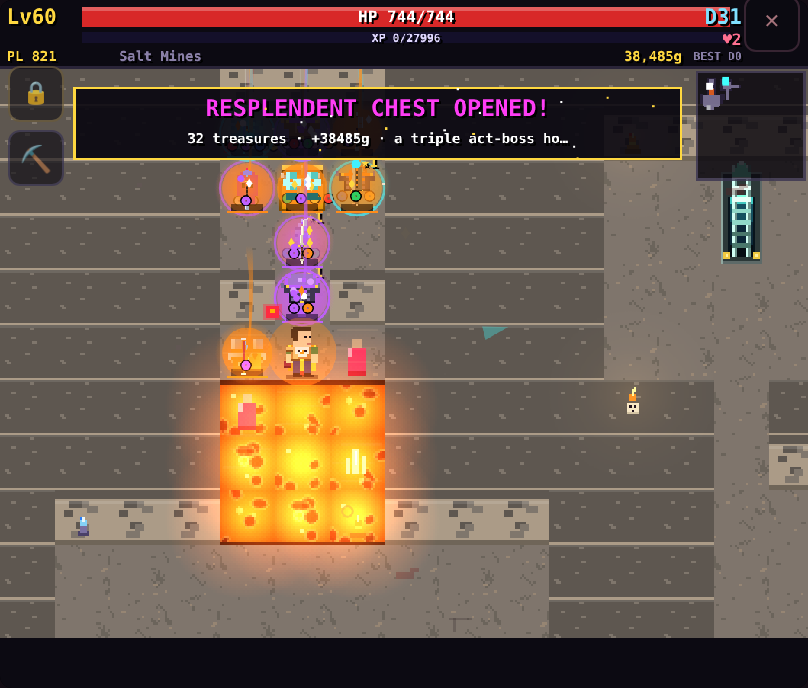 Lv60
HP 744/744
D31
XP 0/27996
♥2
PL 821
Salt Mines
38,485g
BEST D0
RESPLENDENT CHEST OPENED!
32 treasures · +38485g · a triple act-boss ho…